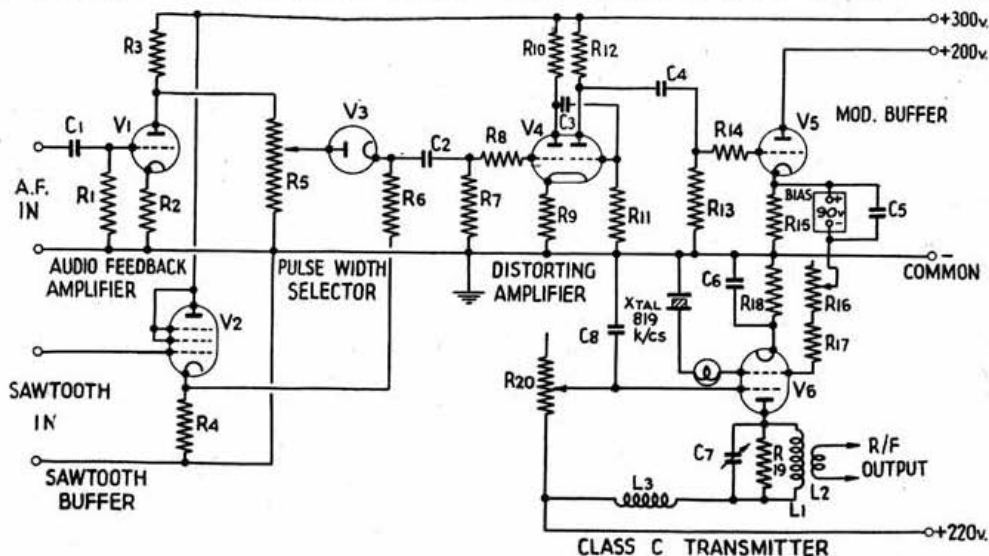 +300v.
+200v.
R3
R10
R12
C4
V5
MOD. BUFFER
C1
V1
V3
C2
R8
V4
C3
R14
A.F.
IN
R1
R2
R5
R6
R7
R9
R11
R13
R15
BIAS
+
90v
-
C5
-
COMMON
AUDIO FEEDBACK
AMPLIFIER
PULSE WIDTH
SELECTOR
DISTORTING
AMPLIFIER
XTAL
819
k/cs
C6
R18
R16
R17
V2
C8
R20
V6
SAWTOOTH
IN
R4
SAWTOOTH
BUFFER
C7
R
19
L3
L1
L2
R/F
OUTPUT
+220v.
CLASS C TRANSMITTER